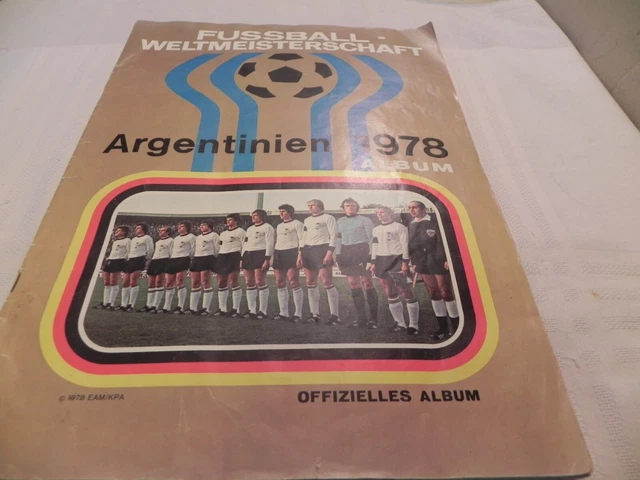 FUSSBALL-
WELTMEISTERSCHAFT
Argentinien 1978
ALBUM
© 1978 EAM/KPA
OFFIZIELLES ALBUM